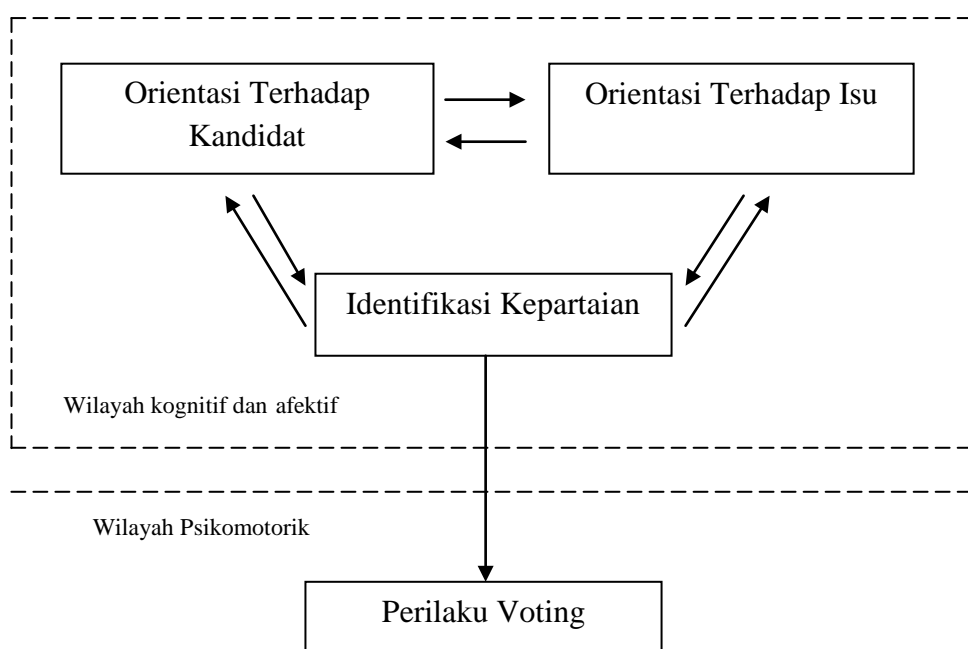 Orientasi Terhadap
Kandidat
Orientasi Terhadap Isu
Identifikasi Kepartaian
Wilayah kognitif dan afektif
Wilayah Psikomotorik
Perilaku Voting